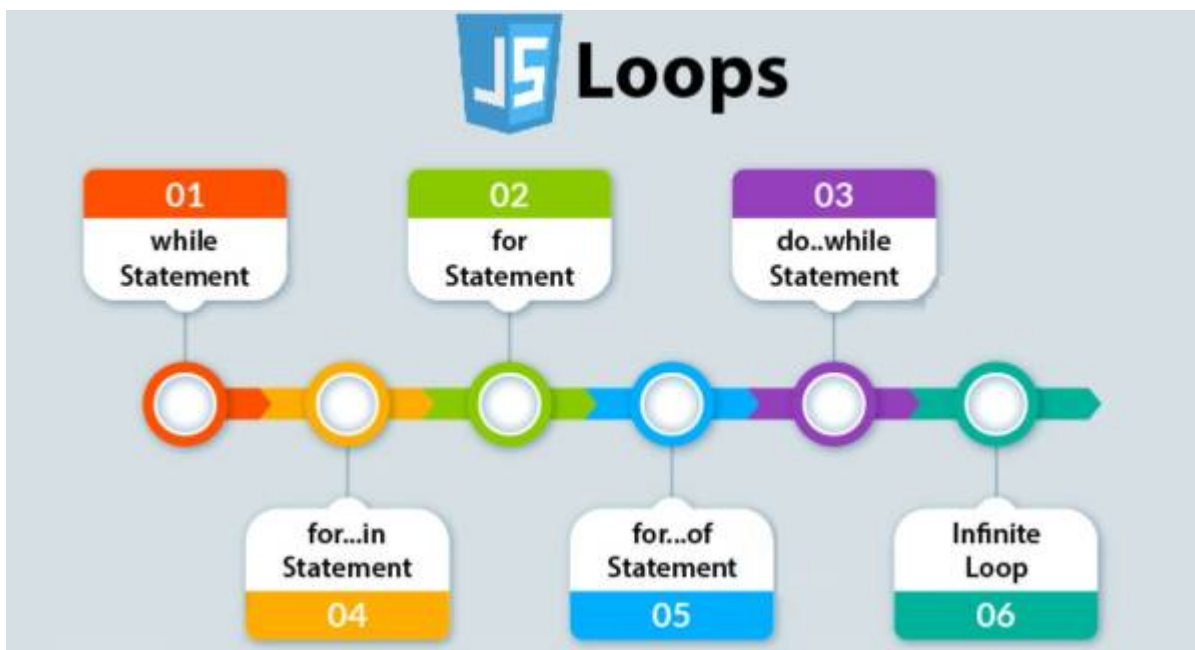 JS Loops
01
while
Statement
02
for
Statement
03
do..while
Statement
for...in
Statement
04
for...of
Statement
05
Infinite
Loop
06